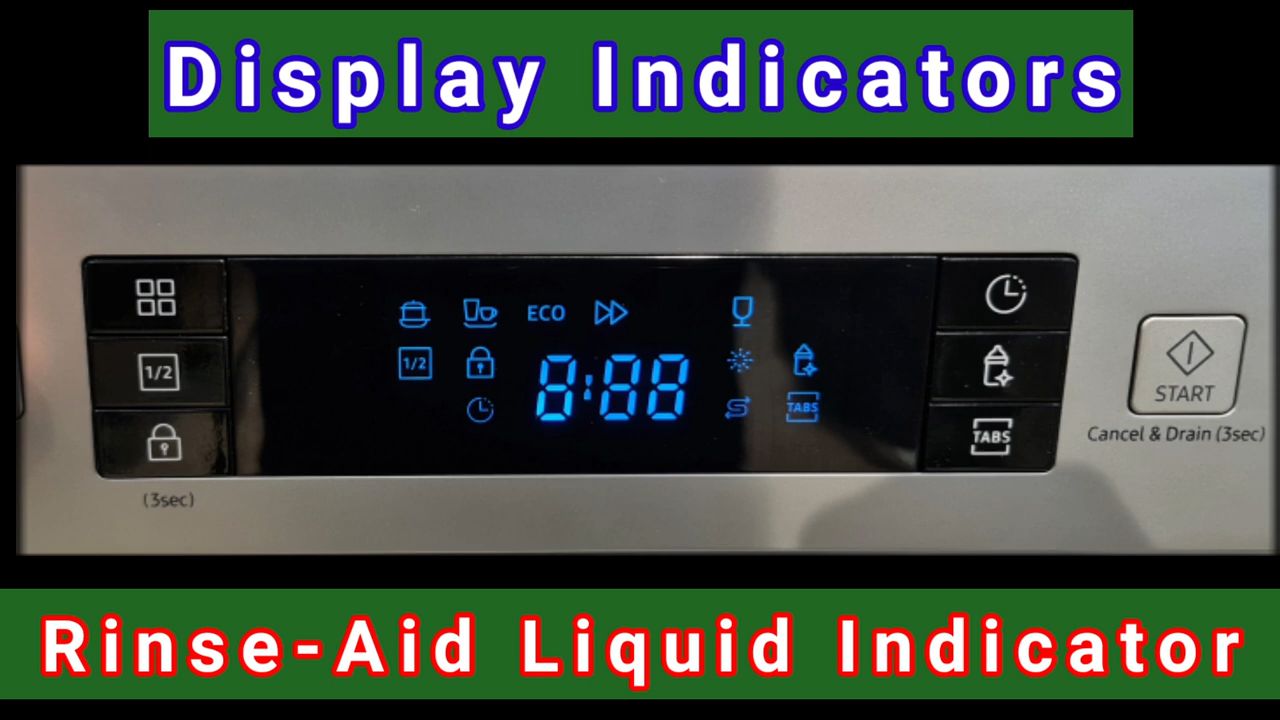 Display Indicators
ECO
1/2
1/2
8:88
TABS
TABS
START
Cancel & Drain (3sec)
(3sec)
Rinse-Aid Liquid Indicator